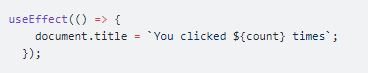 useEffect(() => {
    document.title = `You clicked ${count} times`;
  });